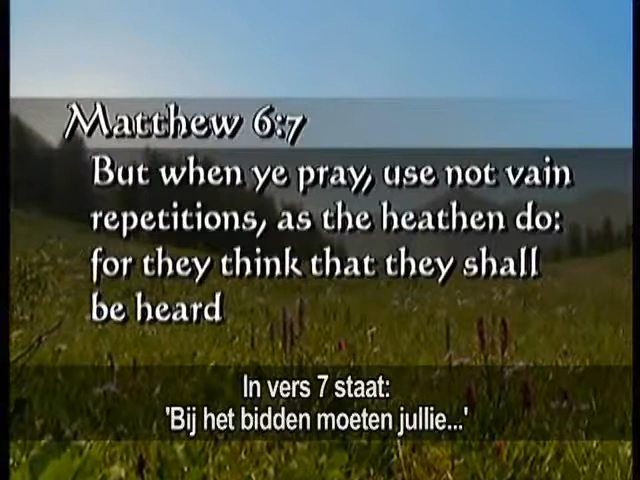 Matthew 6:7
But when ye pray, use not vain
repetitions, as the heathen do:
for they think that they shall
be heard
In vers 7 staat:
'Bij het bidden moeten jullie...'